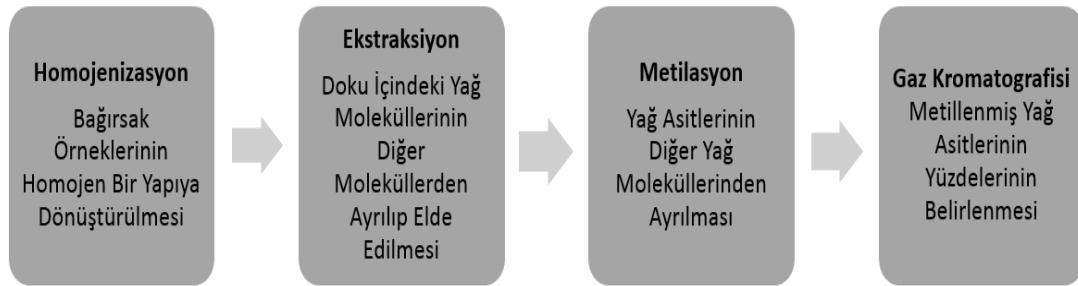 Homojenizasyon
Bağırsak
Örneklerinin
Homojen Bir Yapıya
Dönüştürülmesi
Ekstraksiyon
Doku İçindeki Yağ
Moleküllerinin
Diğer
Moleküllerden
Ayrılıp Elde
Edilmesi
Metilasyon
Yağ Asitlerinin
Diğer Yağ
Moleküllerinden
Ayrılması
Gaz Kromatografisi
Metillenmiş Yağ
Asitlerinin
Yüzdelerinin
Belirlenmesi